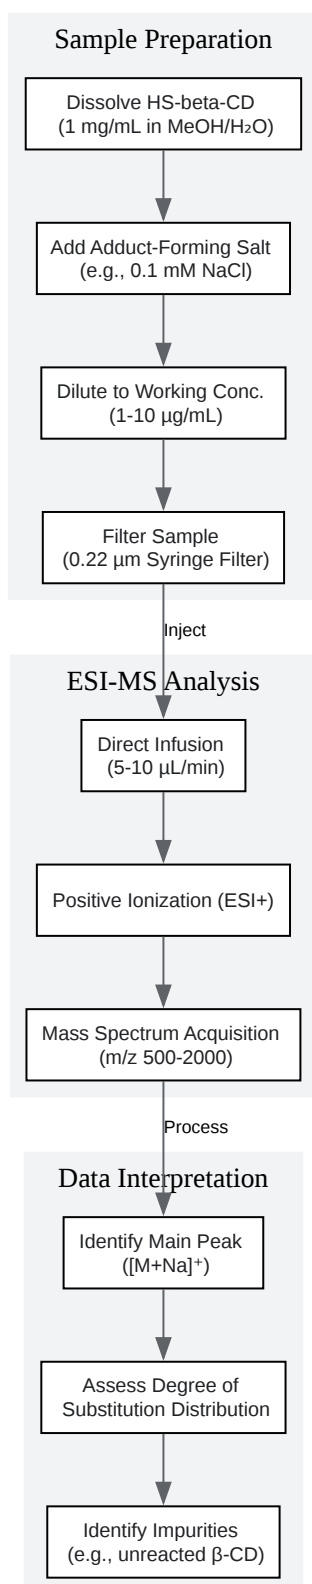 Sample Preparation
Dissolve HS-beta-CD
(1 mg/mL in MeOH/H₂O)
Add Adduct-Forming Salt
(e.g., 0.1 mM NaCl)
Dilute to Working Conc.
(1-10 µg/mL)
Filter Sample
(0.22 µm Syringe Filter)
Inject
ESI-MS Analysis
Direct Infusion
(5-10 µL/min)
Positive Ionization (ESI+)
Mass Spectrum Acquisition
(m/z 500-2000)
Process
Data Interpretation
Identify Main Peak
([M+Na]⁺)
Assess Degree of
Substitution Distribution
Identify Impurities
(e.g., unreacted β-CD)